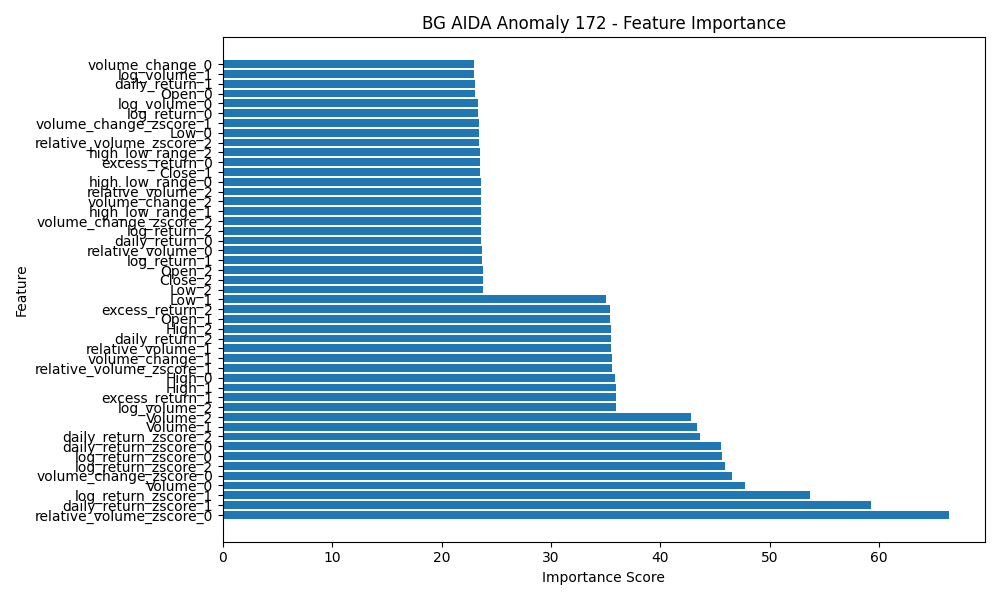 BG AIDA Anomaly 172 - Feature Importance
volume_change_0
log_volume_1
daily_return_1
Open_0
log_volume_0
log_return_0
volume_change_zscore_1
Low_0
relative_volume_zscore_2
high_low_range_2
excess_return_0
Close_1
high_low_range_0
relative_volume_2
volume_change_2
high_low_range_1
volume_change_zscore_2
log_return_2
daily_return_0
relative_volume_0
log_return_1
Open_2
Close_2
Low_2
Low_1
excess_return_2
Open_1
High_2
daily_return_2
relative_volume_1
volume_change_1
relative_volume_zscore_1
High_0
High_1
excess_return_1
log_volume_2
Volume_2
Volume_1
daily_return_zscore_2
daily_return_zscore_0
log_return_zscore_0
log_return_zscore_2
volume_change_zscore_0
Volume_0
log_return_zscore_1
daily_return_zscore_1
relative_volume_zscore_0
Feature
0 10 20 30 40 50 60
Importance Score